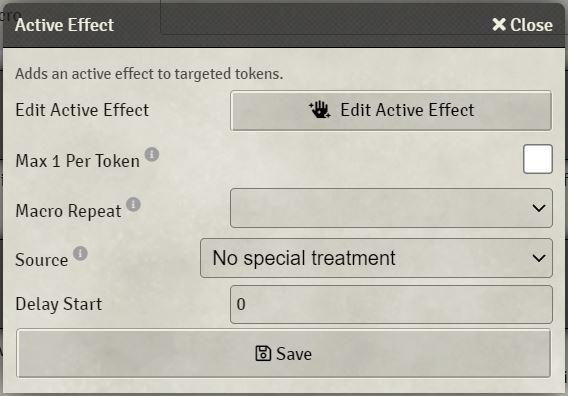 Active Effect
Close
Adds an active effect to targeted tokens.
Edit Active Effect
Edit Active Effect
Max 1 Per Token
Macro Repeat
Source
No special treatment
Delay Start
0
Save